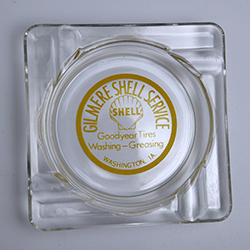 GILMERE SHELL SERVICE
SHELL
Goodyear Tires
Washing - Greasing
WASHINGTON, IA.